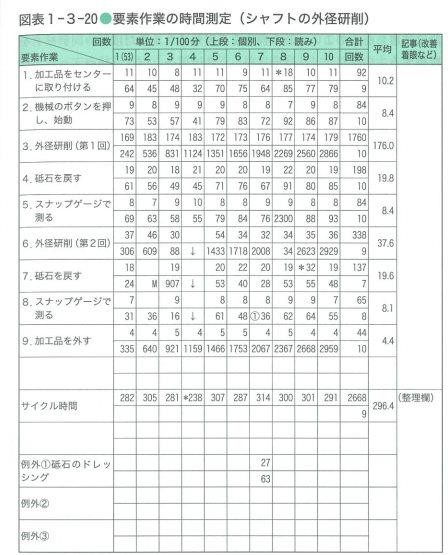 図表1-3-20●要素作業の時間測定（シャフトの外径研削）
回数 単位：1/100分（上段：個別、下段：読み） 合計 平均 記事（改善着眼など）
要素作業 1(53) 2 3 4 5 6 7 8 9 10 回数
1. 加工品をセンターに取り付ける 11 10 8 11 11 9 11 *18 10 11 92 10.2
64 45 48 32 70 75 64 85 77 79 9
2. 機械のボタンを押し、始動 9 8 9 9 9 8 8 7 9 8 84 8.4
73 53 57 41 79 83 72 92 86 87 10
3. 外径研削（第1回） 169 183 174 183 172 173 176 177 174 179 1760 176.0
242 536 831 1124 351 1656 1948 2269 2560 2866 10
4. 砥石を戻す 19 20 18 21 20 20 19 22 20 19 198 19.8
61 56 49 45 71 76 67 91 80 85 10
5. スナップゲージで測る 8 7 9 10 8 8 9 9 8 8 84 8.4
69 63 58 55 79 84 76 2300 88 93 10
6. 外径研削（第2回） 37 46 30 54 34 32 34 35 36 338 37.6
306 609 88 ↓ 1433 1718 2008 34 2623 2929 9
7. 砥石を戻す 18 19 20 22 20 19 *32 19 137 19.6
24 M 907 ↓ 53 40 28 53 55 48 7
8. スナップゲージで測る 7 9 8 8 8 9 9 7 65 8.1
31 36 16 ↓ 61 48 ①36 62 64 55 8
9. 加工品を外す 4 4 5 4 5 5 4 5 4 4 44 4.4
335 640 921 1159 1466 1753 2067 2367 2668 2959 10
サイクル時間 282 305 281 *238 307 287 314 300 301 291 2668 296.4 （整理欄）
9
例外①砥石のドレッシング 27
63
例外②
例外③